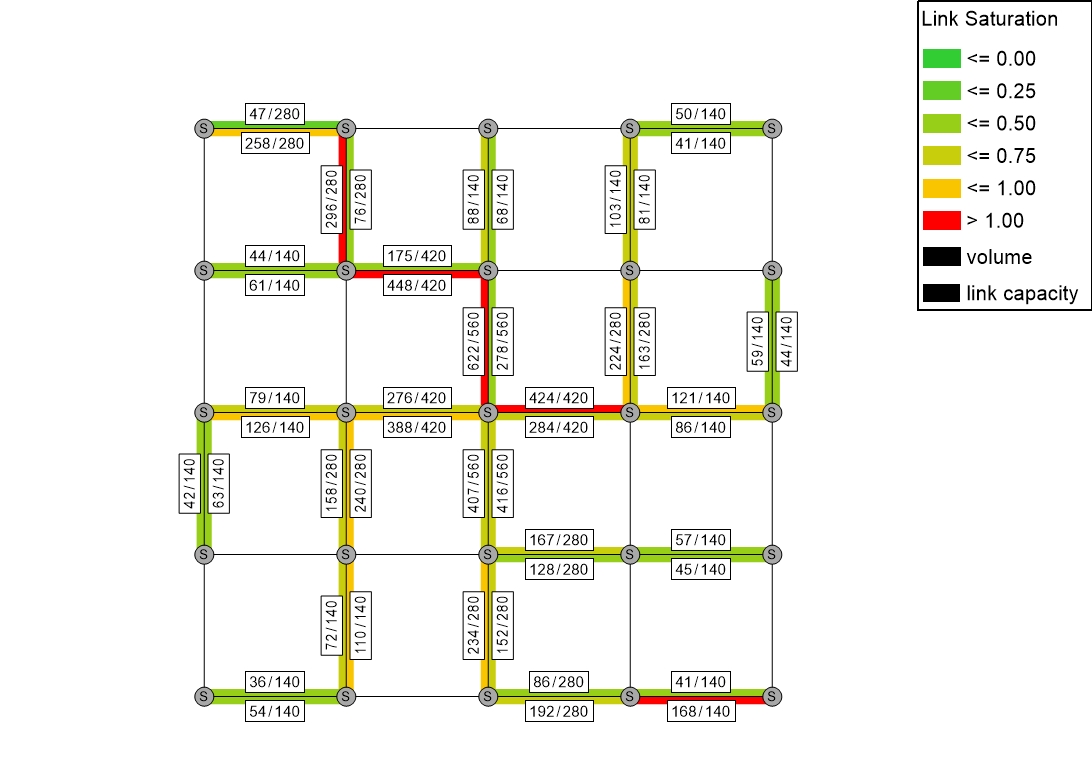 Link Saturation
<= 0.00
<= 0.25
<= 0.50
<= 0.75
<= 1.00
> 1.00
volume
link capacity
47/280
50/140
S
S
S
S
S
258/280
41/140
296/280
76/280
88/140
68/140
103/140
81/140
44/140
175/420
S
S
S
S
S
61/140
448/420
622/560
278/560
224/280
163/280
59/140
44/140
79/140
276/420
424/420
121/140
S
S
S
S
S
126/140
388/420
284/420
86/140
42/140
63/140
158/280
240/280
407/560
416/560
167/280
57/140
S
S
S
S
S
128/280
45/140
72/140
110/140
234/280
152/280
36/140
86/280
41/140
S
S
S
S
S
54/140
192/280
168/140